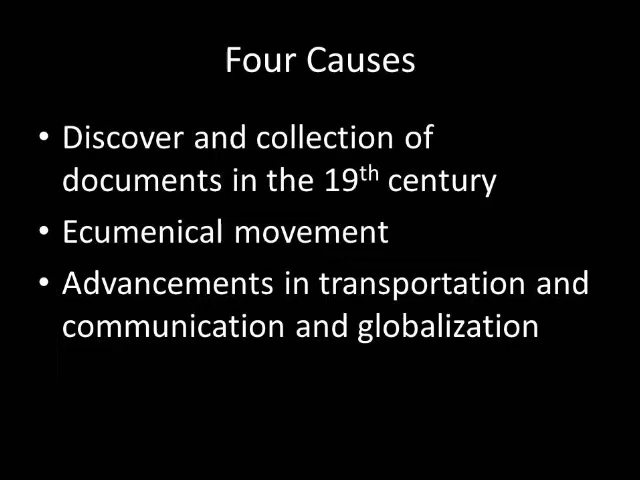 Four Causes
• Discover and collection of
documents in the 19th century
• Ecumenical movement
• Advancements in transportation and
communication and globalization